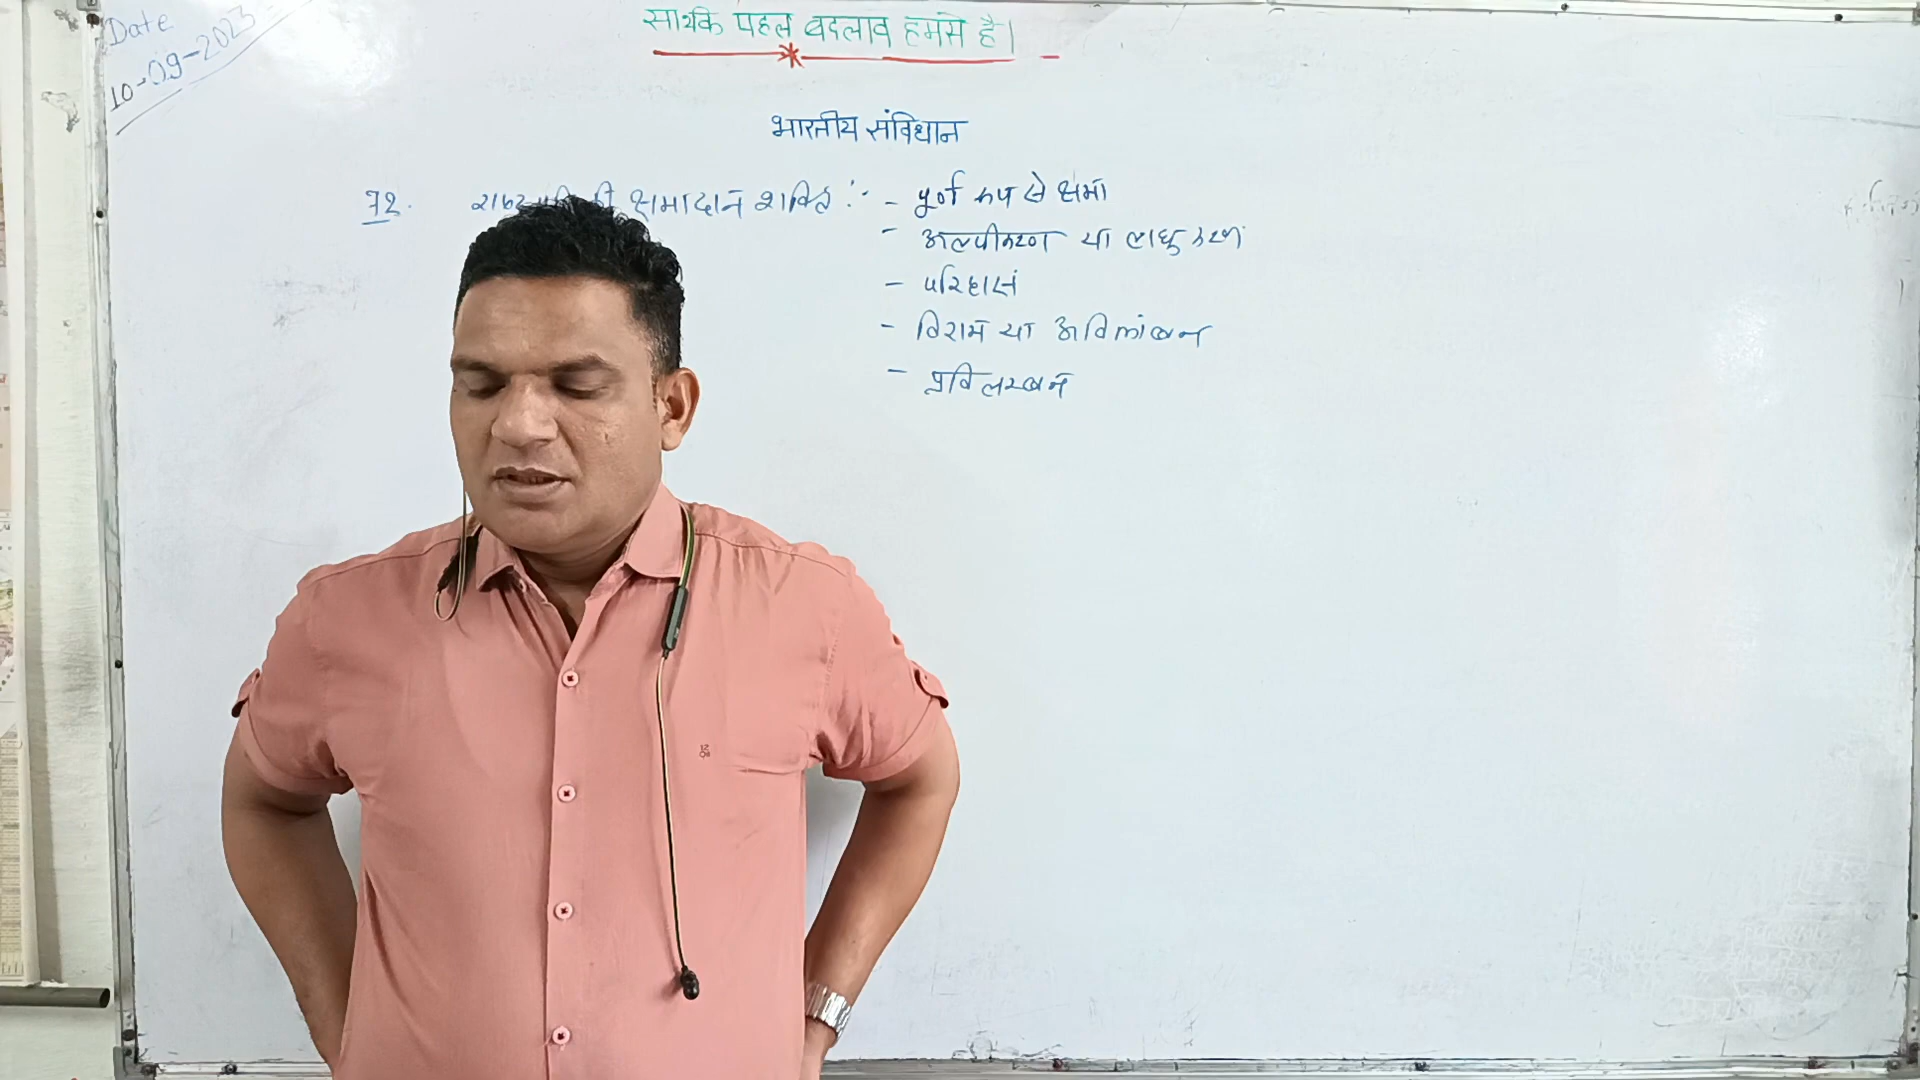 Date
10-09-2023
सार्थक पहल बदलाव हमसे है।
भारतीय संविधान
72. क्षमादान शक्ति :- - पूर्ण रूप से क्षमा
- अल्पीकरण या लघुकरण
- परिहास
- विराम या अविलंबन
- प्रविलम्बन